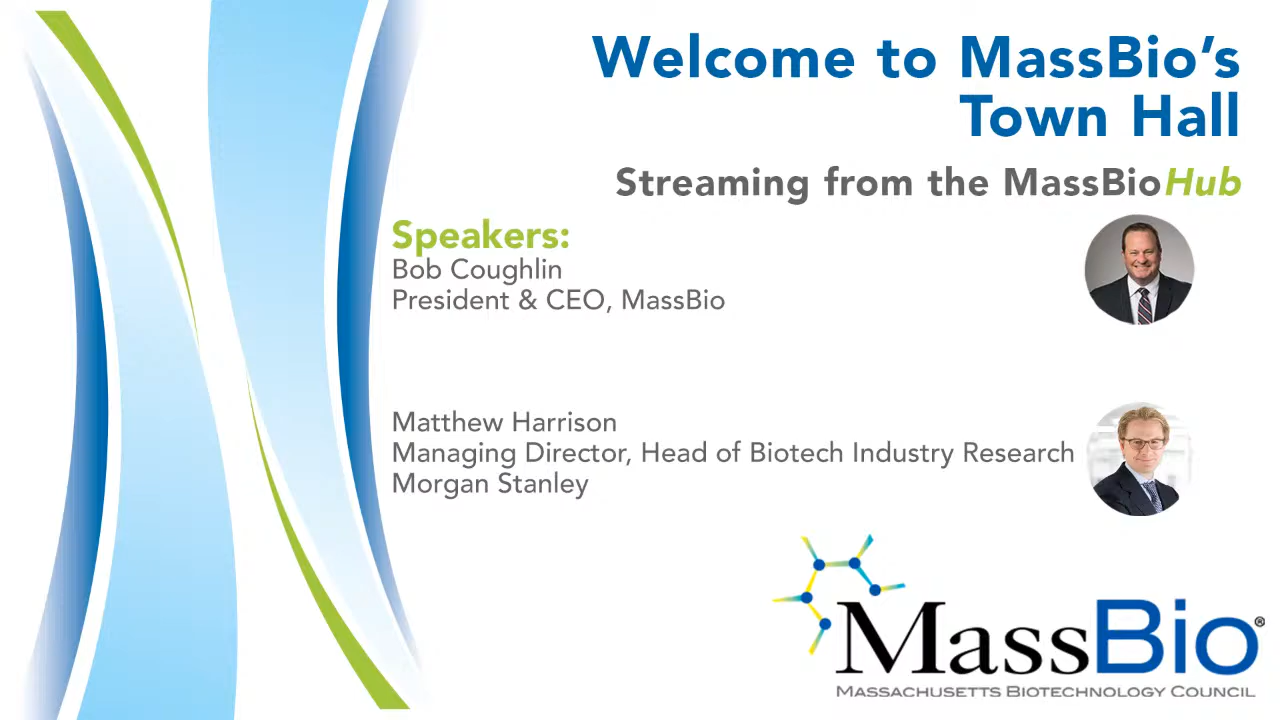 Welcome to MassBio’s
Town Hall
Streaming from the MassBioHub
Speakers:
Bob Coughlin
President & CEO, MassBio
Matthew Harrison
Managing Director, Head of Biotech Industry Research
Morgan Stanley
MassBio®
MASSACHUSETTS BIOTECHNOLOGY COUNCIL